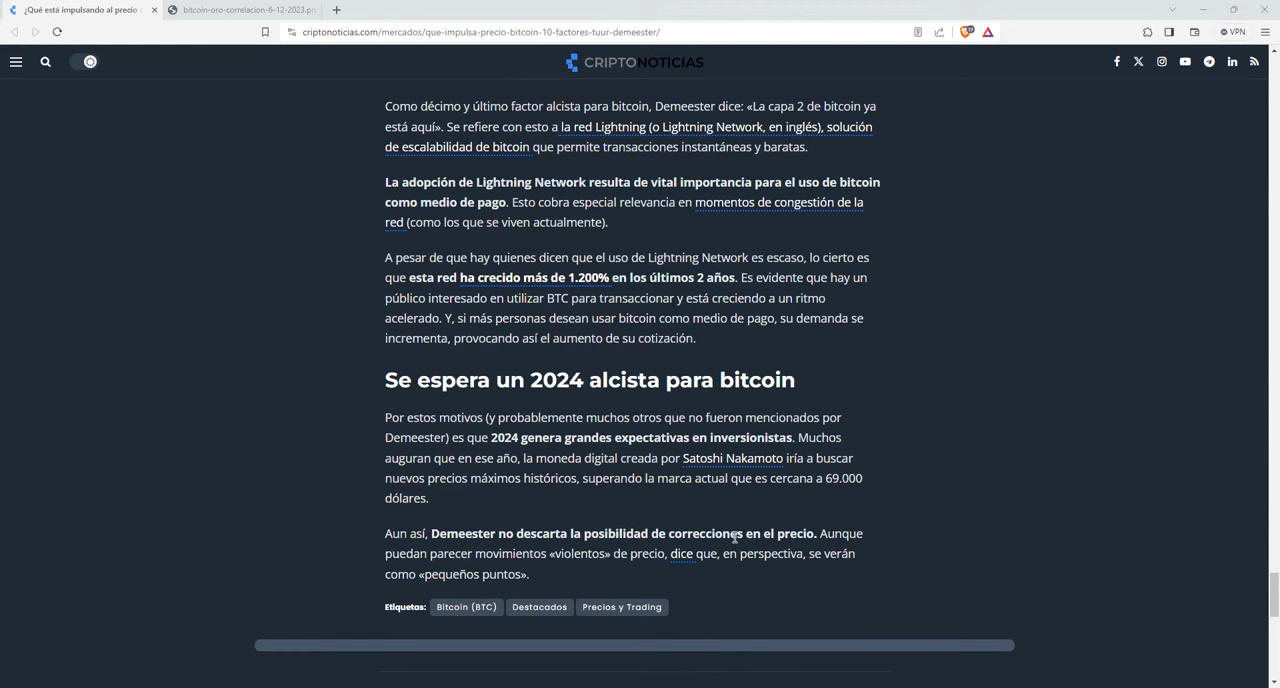 ¿Qué está impulsando al precio
bitcoin-oro-correlacion-6-12-2023.pn
criptonoticias.com/mercados/que-impulsa-precio-bitcoin-10-factores-tuur-demeester/
17
VPN
CRIPTONOTICIAS
Como décimo y último factor alcista para bitcoin, Demeester dice: «La capa 2 de bitcoin ya
está aquí». Se refiere con esto a la red Lightning (o Lightning Network, en inglés), solución
de escalabilidad de bitcoin que permite transacciones instantáneas y baratas.
La adopción de Lightning Network resulta de vital importancia para el uso de bitcoin
como medio de pago. Esto cobra especial relevancia en momentos de congestión de la
red (como los que se viven actualmente).
A pesar de que hay quienes dicen que el uso de Lightning Network es escaso, lo cierto es
que esta red ha crecido más de 1.200% en los últimos 2 años. Es evidente que hay un
público interesado en utilizar BTC para transaccionar y está creciendo a un ritmo
acelerado. Y, si más personas desean usar bitcoin como medio de pago, su demanda se
incrementa, provocando así el aumento de su cotización.
Se espera un 2024 alcista para bitcoin
Por estos motivos (y probablemente muchos otros que no fueron mencionados por
Demeester) es que 2024 genera grandes expectativas en inversionistas. Muchos
auguran que en ese año, la moneda digital creada por Satoshi Nakamoto iría a buscar
nuevos precios máximos históricos, superando la marca actual que es cercana a 69.000
dólares.
Aun así, Demeester no descarta la posibilidad de correcciones en el precio. Aunque
puedan parecer movimientos «violentos» de precio, dice que, en perspectiva, se verán
como «pequeños puntos».
Etiquetas: Bitcoin (BTC) Destacados Precios y Trading